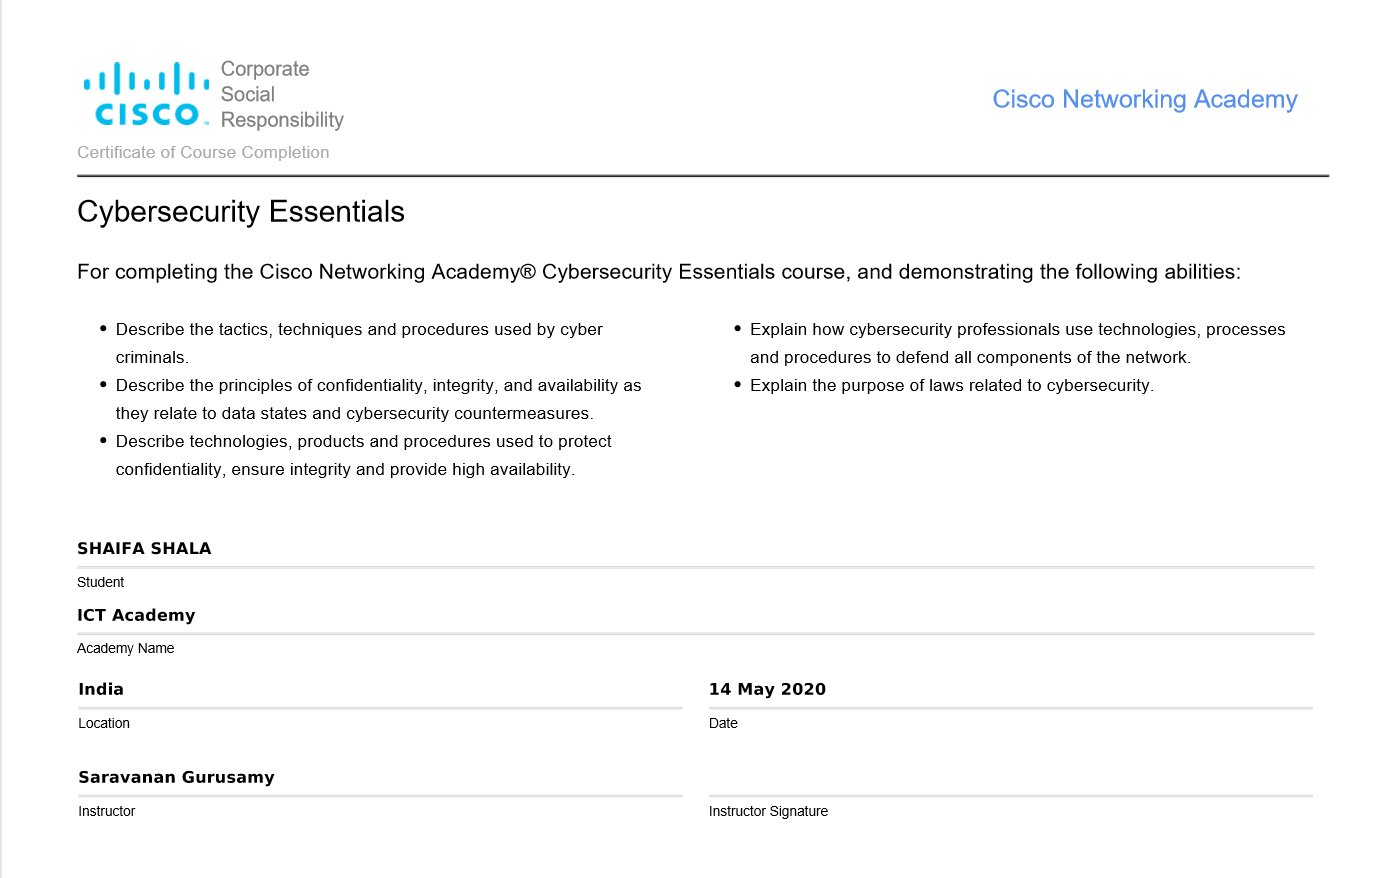 Corporate
Social
Responsibility
CISCO™
Cisco Networking Academy
Certificate of Course Completion
Cybersecurity Essentials
For completing the Cisco Networking Academy® Cybersecurity Essentials course, and demonstrating the following abilities:
• Describe the tactics, techniques and procedures used by cyber
criminals.
• Describe the principles of confidentiality, integrity, and availability as
they relate to data states and cybersecurity countermeasures.
• Describe technologies, products and procedures used to protect
confidentiality, ensure integrity and provide high availability.
• Explain how cybersecurity professionals use technologies, processes
and procedures to defend all components of the network.
• Explain the purpose of laws related to cybersecurity.
SHAIFA SHALA
Student
ICT Academy
Academy Name
India
Location
14 May 2020
Date
Saravanan Gurusamy
Instructor
Instructor Signature